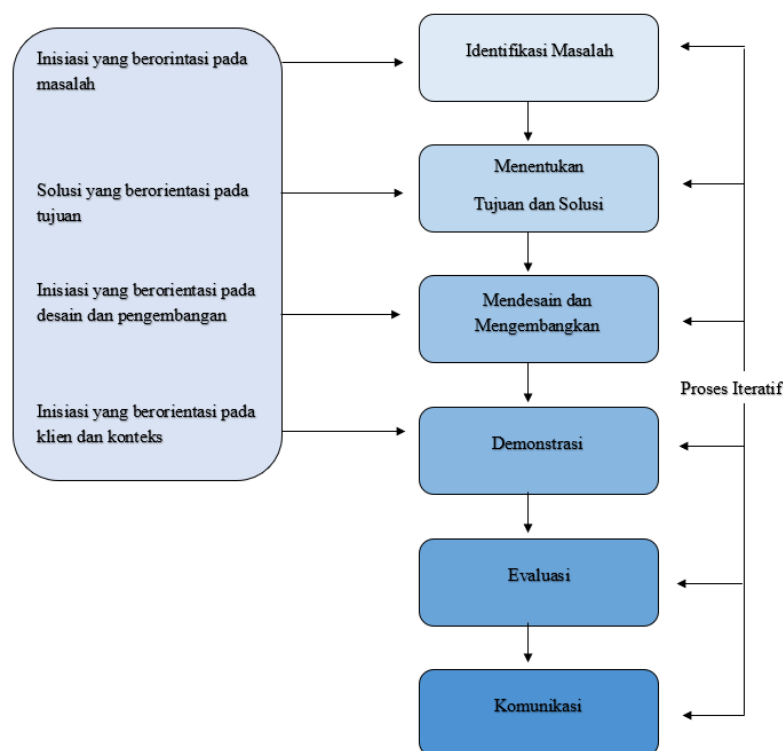 Inisiasi yang berorintasi pada
masalah
Solusi yang berorientasi pada
tujuan
Inisiasi yang berorientasi pada
desain dan pengembangan
Inisiasi yang berorientasi pada
klien dan konteks
Identifikasi Masalah
Menentukan
Tujuan dan Solusi
Mendesain dan
Mengembangkan
Demonstrasi
Evaluasi
Komunikasi
Proses Iteratif